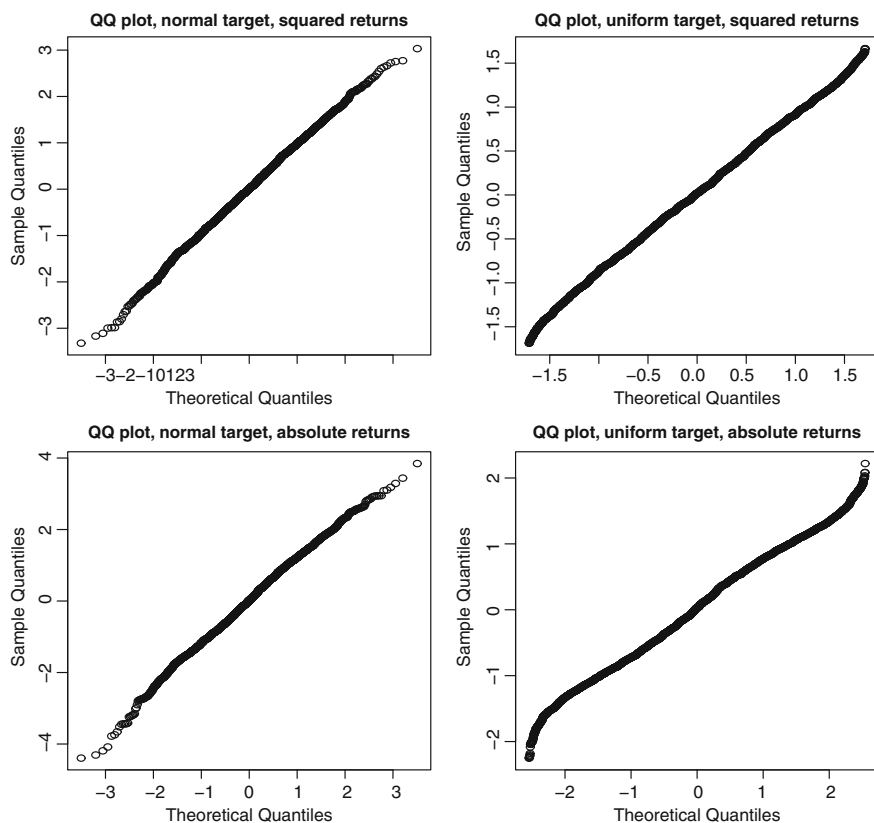 QQ plot, normal target, squared returns
3
2
1
0
−1
−2
−3
Sample Quantiles
−3−2−10123
Theoretical Quantiles
QQ plot, uniform target, squared returns
1.5
1.0
0.5
0.0
−0.5
−1.0
−1.5
Sample Quantiles
−1.5 0.0 0.5 1.0 1.5
Theoretical Quantiles
QQ plot, normal target, absolute returns
4
2
0
−2
−4
Sample Quantiles
−3 −2 −1 0 1 2 3
Theoretical Quantiles
QQ plot, uniform target, absolute returns
2
1
0
−1
−2
Sample Quantiles
−2 −1 0 1 2
Theoretical Quantiles